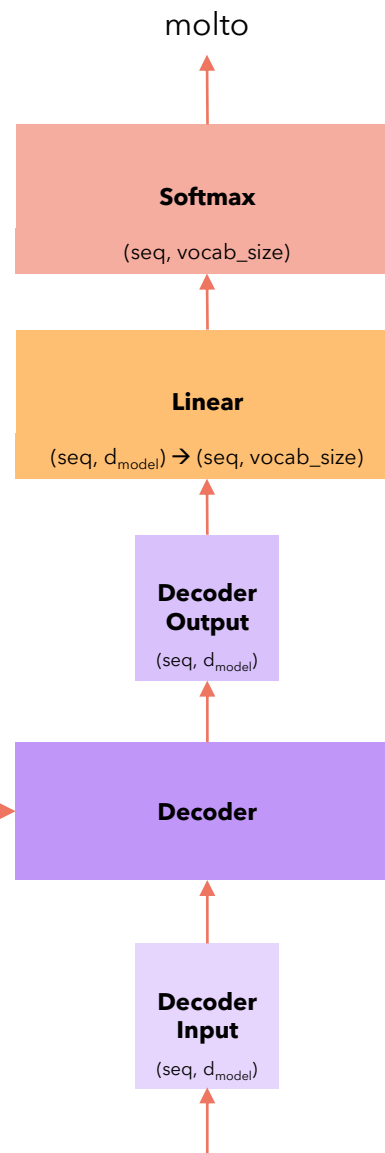 molto
Softmax
(seq, vocab_size)
Linear
(seq, dmodel) → (seq, vocab_size)
Decoder
Output
(seq, dmodel)
Decoder
Decoder
Input
(seq, dmodel)